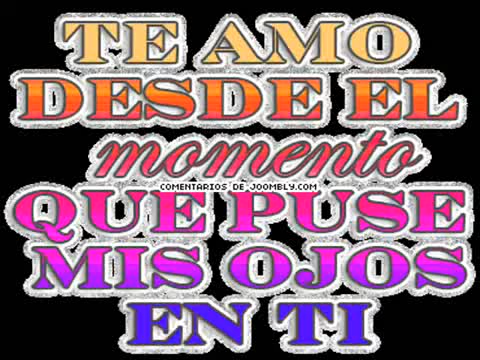 TE AMO
DESDE EL
momento
COMENTARIOS DE JOOMBLY.COM
QUE PUSE
MIS OJOS
EN TI